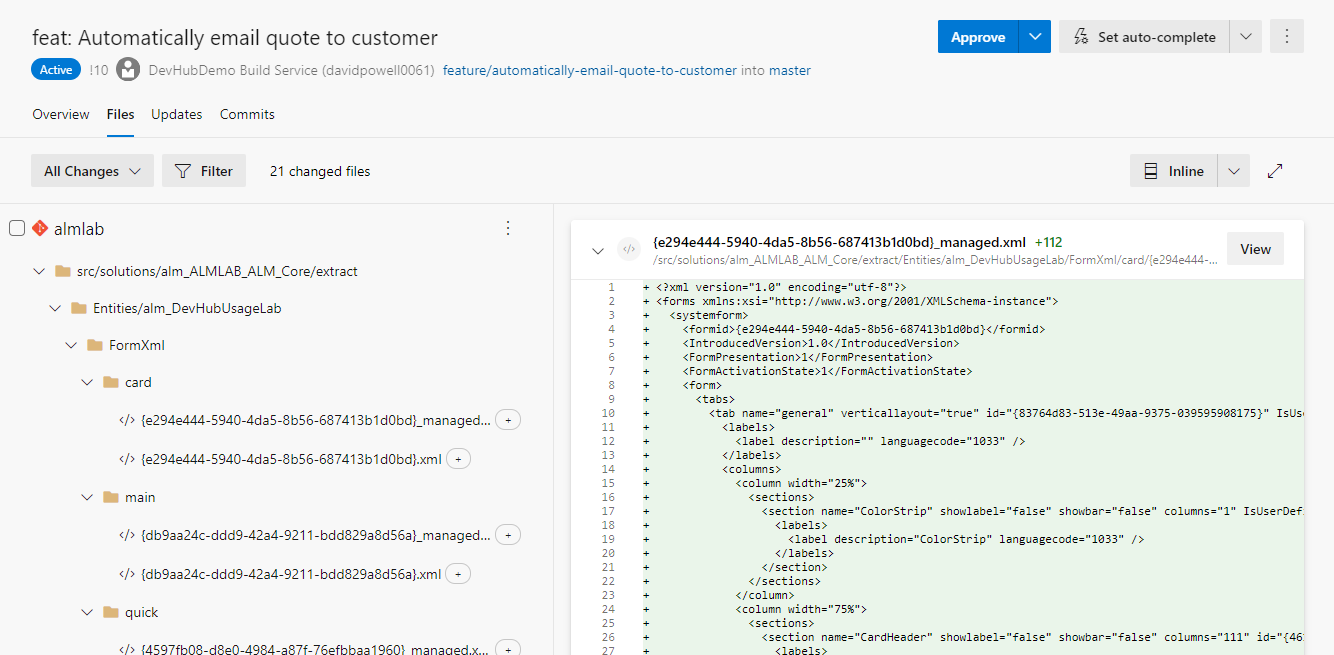 feat: Automatically email quote to customer
Approve
Set auto-complete
Active !10 DevHubDemo Build Service (davidpowell0061) feature/automatically-email-quote-to-customer into master
Overview Files Updates Commits
All Changes Filter 21 changed files
Inline
almlab
src/solutions/alm_ALMLAB_ALM_Core/extract
Entities/alm_DevHubUsageLab
FormXml
card
</> {e294e444-5940-4da5-8b56-687413b1d0bd}_managed... +
</> {e294e444-5940-4da5-8b56-687413b1d0bd}.xml +
main
</> {db9aa24c-ddd9-42a4-9211-bdd829a8d56a}_managed... +
</> {db9aa24c-ddd9-42a4-9211-bdd829a8d56a}.xml +
quick
</> {4597fb08-d8e0-4984-a87f-76efbbaa1960}_managed.x... +
</> {e294e444-5940-4da5-8b56-687413b1d0bd}_managed.xml +112
/src/solutions/alm_ALMLAB_ALM_Core/extract/Entities/alm_DevHubUsageLab/FormXml/card/{e294e444-...
View
1 + <?xml version="1.0" encoding="utf-8"?>
2 + <forms xmlns:xsi="http://www.w3.org/2001/XMLSchema-instance">
3 + <systemform>
4 + <formid>{e294e444-5940-4da5-8b56-687413b1d0bd}</formid>
5 + <IntroducedVersion>1.0</IntroducedVersion>
6 + <FormPresentation>1</FormPresentation>
7 + <FormActivationState>1</FormActivationState>
8 + <form>
9 + <tabs>
10 + <tab name="general" verticallayout="true" id="{83764d83-513e-49aa-9375-039595908175}" IsUse
11 + <labels>
12 + <label description="" languagecode="1033" />
13 + </labels>
14 + <columns>
15 + <column width="25%">
16 + <sections>
17 + <section name="ColorStrip" showlabel="false" showbar="false" columns="1" IsUserDef
18 + <labels>
19 + <label description="ColorStrip" languagecode="1033" />
20 + </labels>
21 + </section>
22 + </sections>
23 + </column>
24 + <column width="75%">
25 + <sections>
26 + <section name="CardHeader" showlabel="false" showbar="false" columns="111" id="{46
27 + <labels>